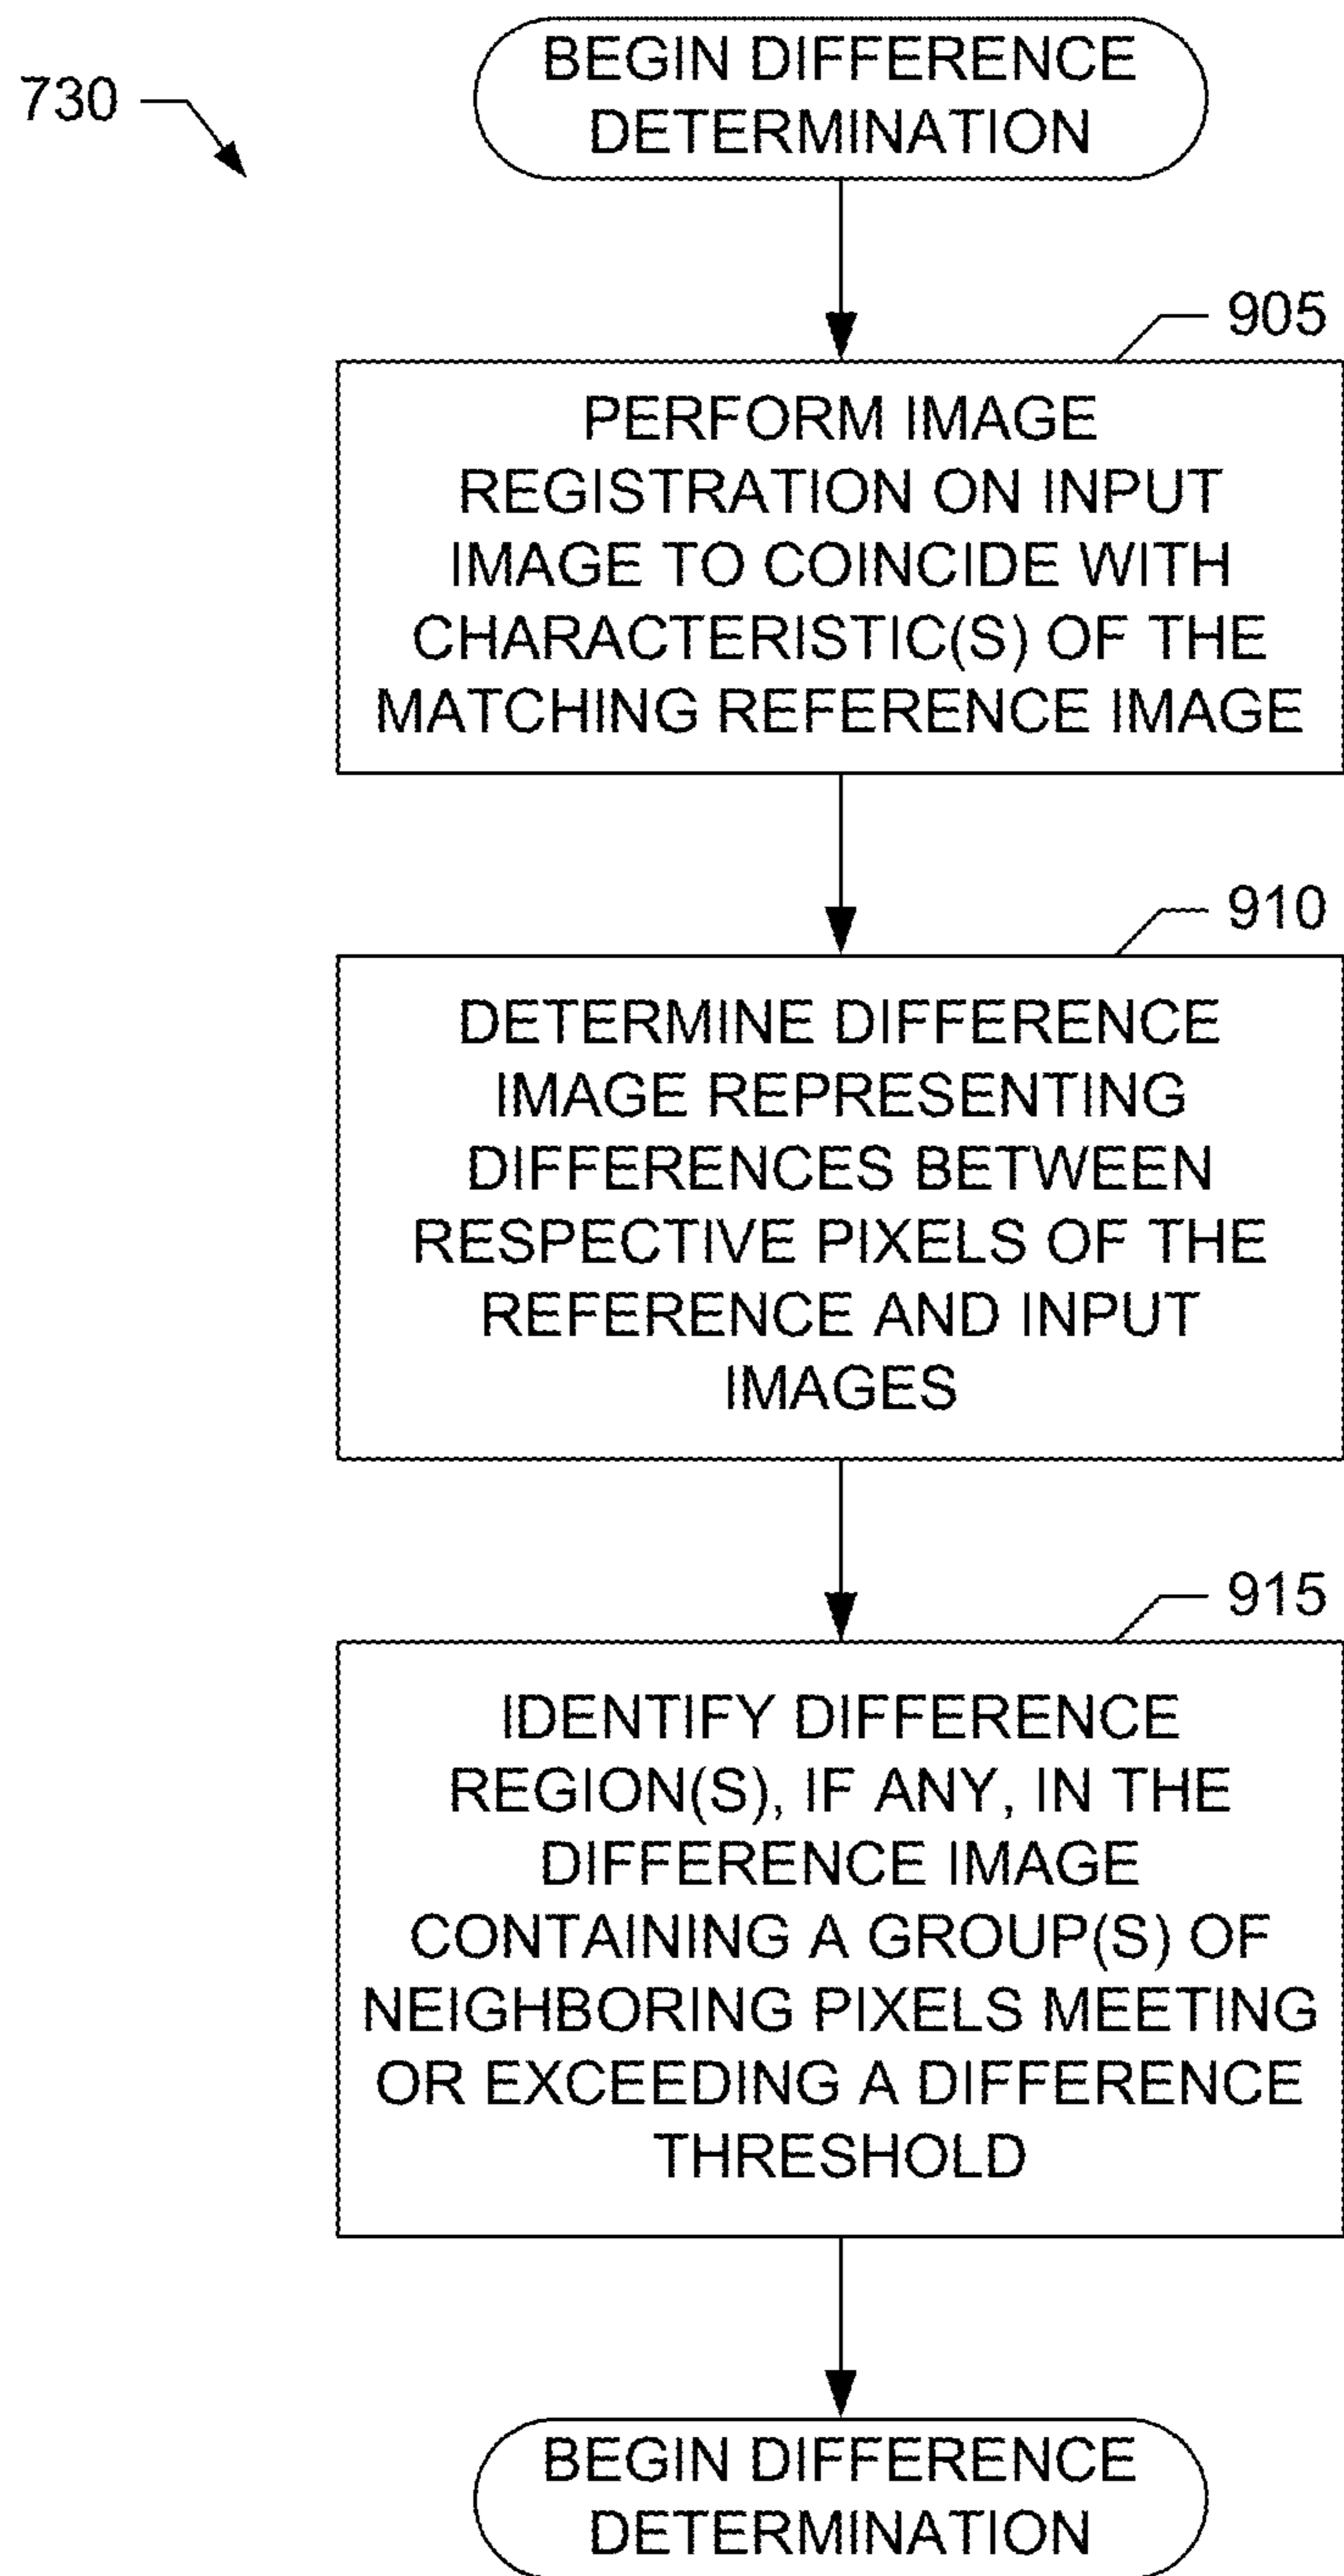 730
BEGIN DIFFERENCE
DETERMINATION
905
PERFORM IMAGE
REGISTRATION ON INPUT
IMAGE TO COINCIDE WITH
CHARACTERISTIC(S) OF THE
MATCHING REFERENCE IMAGE
910
DETERMINE DIFFERENCE
IMAGE REPRESENTING
DIFFERENCES BETWEEN
RESPECTIVE PIXELS OF THE
REFERENCE AND INPUT
IMAGES
915
IDENTIFY DIFFERENCE
REGION(S), IF ANY, IN THE
DIFFERENCE IMAGE
CONTAINING A GROUP(S) OF
NEIGHBORING PIXELS MEETING
OR EXCEEDING A DIFFERENCE
THRESHOLD
BEGIN DIFFERENCE
DETERMINATION